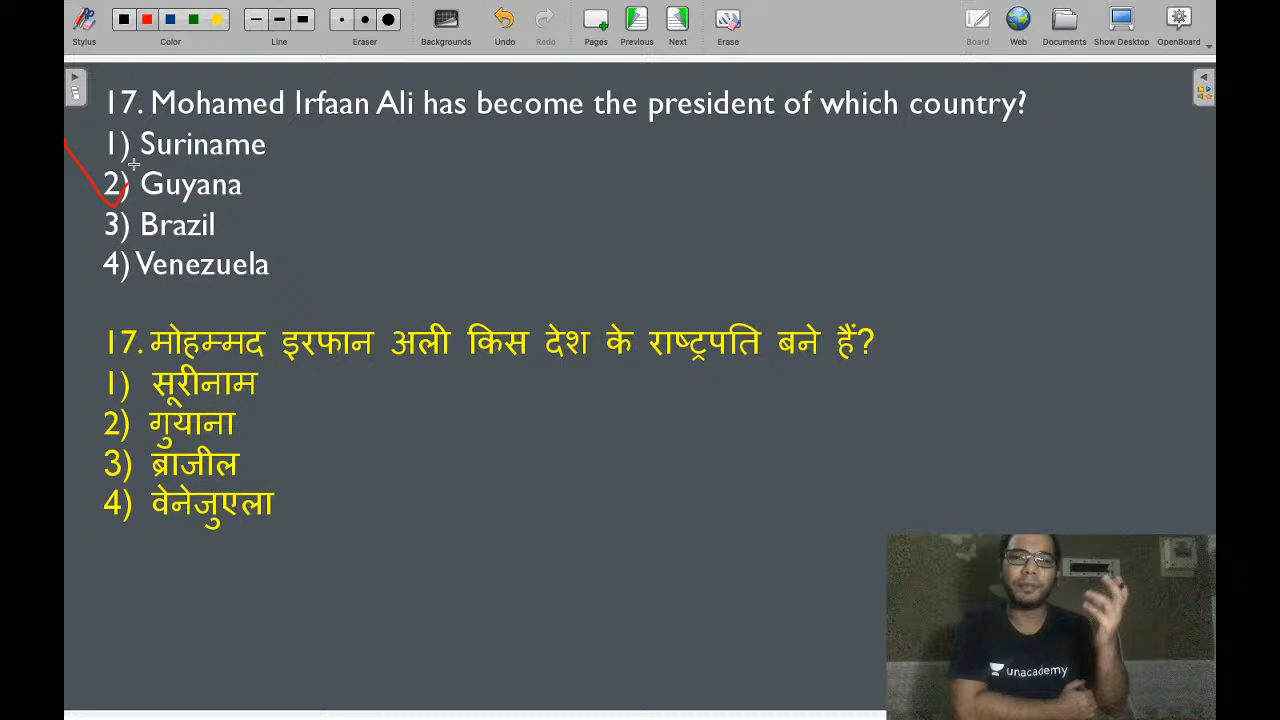 Stylus
Color
Line
Eraser
Backgrounds
Undo
Redo
Pages
Previous
Next
Erase
Board
Web
Documents
Show Desktop
OpenBoard
17. Mohamed Irfaan Ali has become the president of which country?
1) Suriname
2) Guyana
3) Brazil
4) Venezuela
17. मोहम्मद इरफान अली किस देश के राष्ट्रपति बने हैं?
1) सूरीनाम
2) गुयाना
3) ब्राजील
4) वेनेजुएला
unacademy